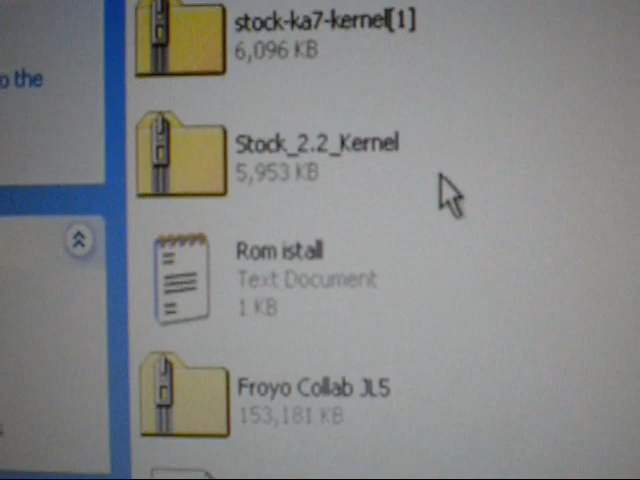 stock-ka7-kernel[1]
6,096 KB
o the
Stock_2.2_Kernel
5,953 KB
Rom istall
Text Document
1 KB
Froyo Collab JL5
153,181 KB